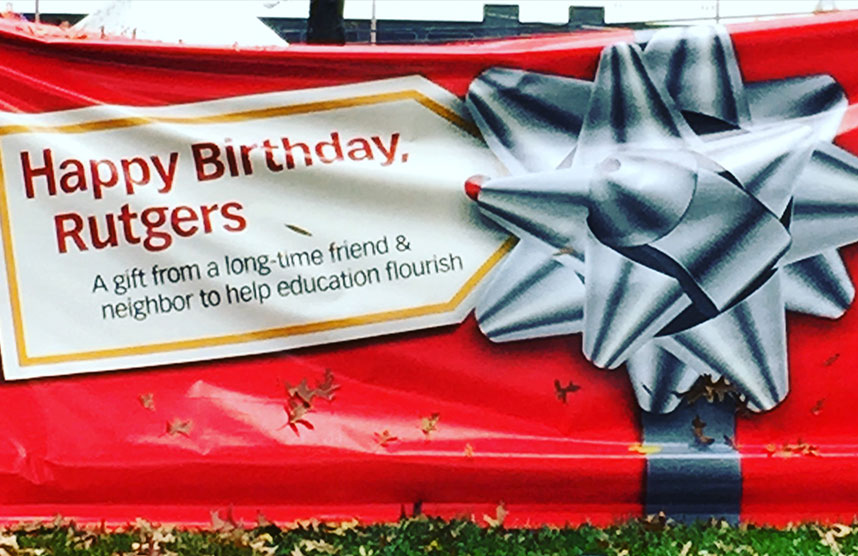 Happy Birthday,
Rutgers
A gift from a long-time friend &
neighbor to help education flourish